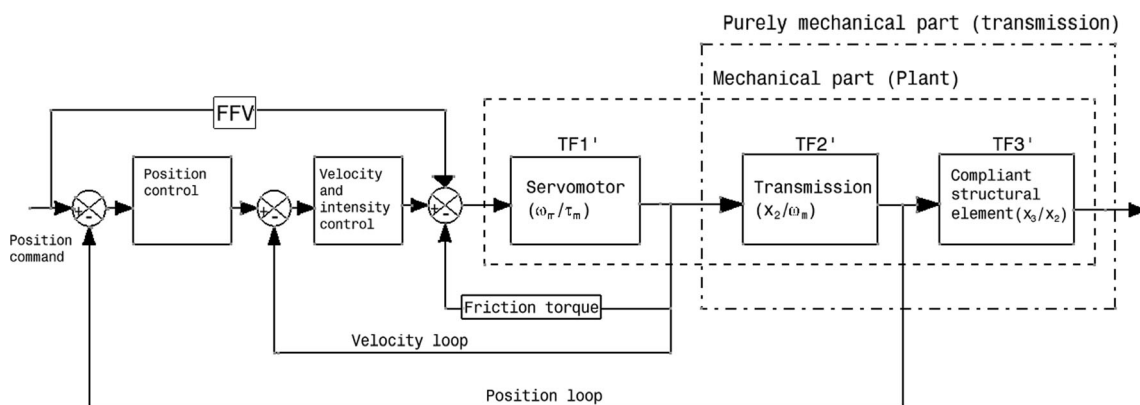 Purely mechanical part (transmission)
Mechanical part (Plant)
FFV
TF1'
TF2'
TF3'
Position
control
Velocity
and
intensity
control
Servomotor
(ωm/τm)
Transmission
(x2/ωm)
Compliant
structural
element(x3/x2)
+
-
+
-
+
-
Position
command
Friction torque
Velocity loop
Position loop